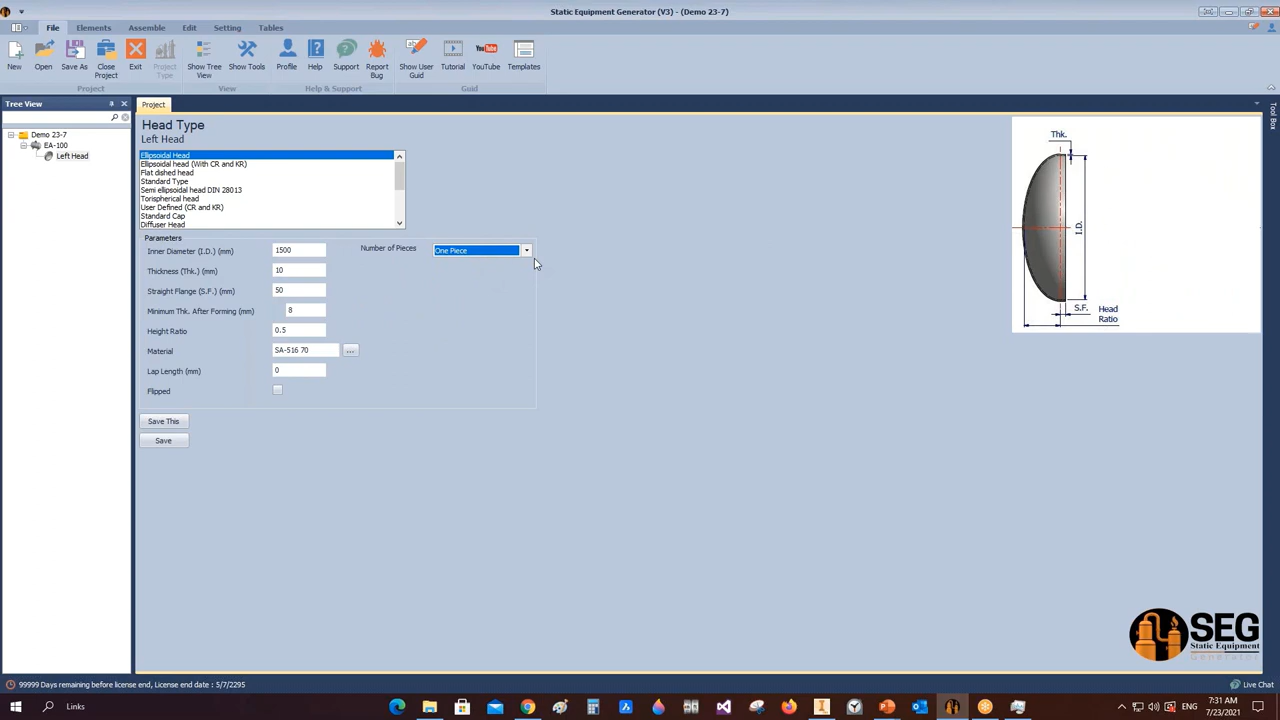 Static Equipment Generator (V3) - (Demo 23-7)
File Elements Assemble Edit Setting Tables
New Open Save As Close Project Exit Project Type Show Tree View Show Tools Profile Help Support Report Bug Show User Guid Tutorial YouTube Templates
Project View Help & Support Guid
Tree View
Demo 23-7
EA-100
Left Head
Project
Head Type
Left Head
Ellipsoidal Head
Ellipsoidal head (With CR and KR)
Flat dished head
Standard Type
Semi ellipsoidal head DIN 28013
Torispherical head
User Defined (CR and KR)
Standard Cap
Diffuser Head
Parameters
Inner Diameter (I.D.) (mm) 1500 Number of Pieces One Piece
Thickness (Thk.) (mm) 10
Straight Flange (S.F.) (mm) 50
Minimum Thk. After Forming (mm) 8
Height Ratio 0.5
Material SA-516 70 ...
Lap Length (mm) 0
Flipped
Save This
Save
Thk.
I.D.
S.F. Head
Ratio
Tool Box
SEG
Static Equipment
Generator
99999 Days remaining before license end, License end date : 5/7/2295
Live Chat
Links
ENG
7:31 AM
7/23/2021